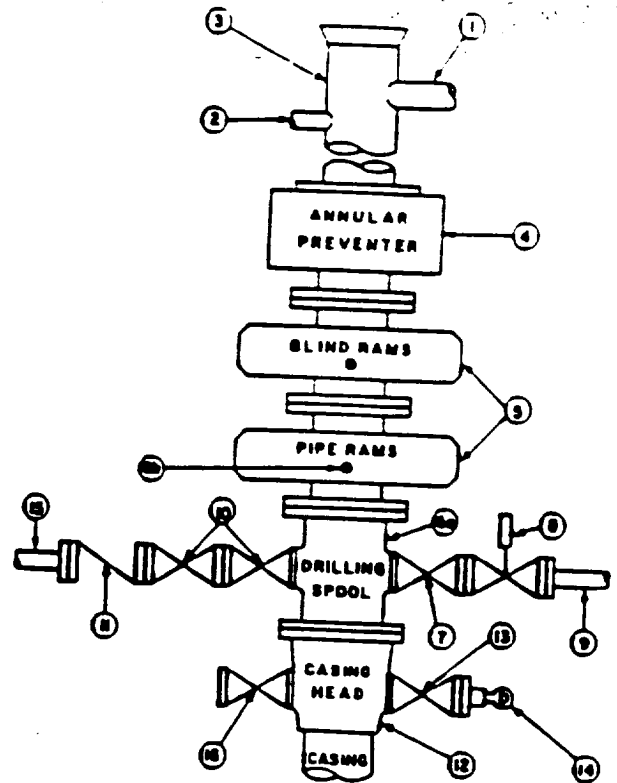 3
1
2
ANNULAR
PREVENTER
4
BLIND RAMS
5
PIPE RAMS
15
10
6a
8
DRILLING
SPOOL
11
7
9
13
CASING
HEAD
16
12
14
CASING